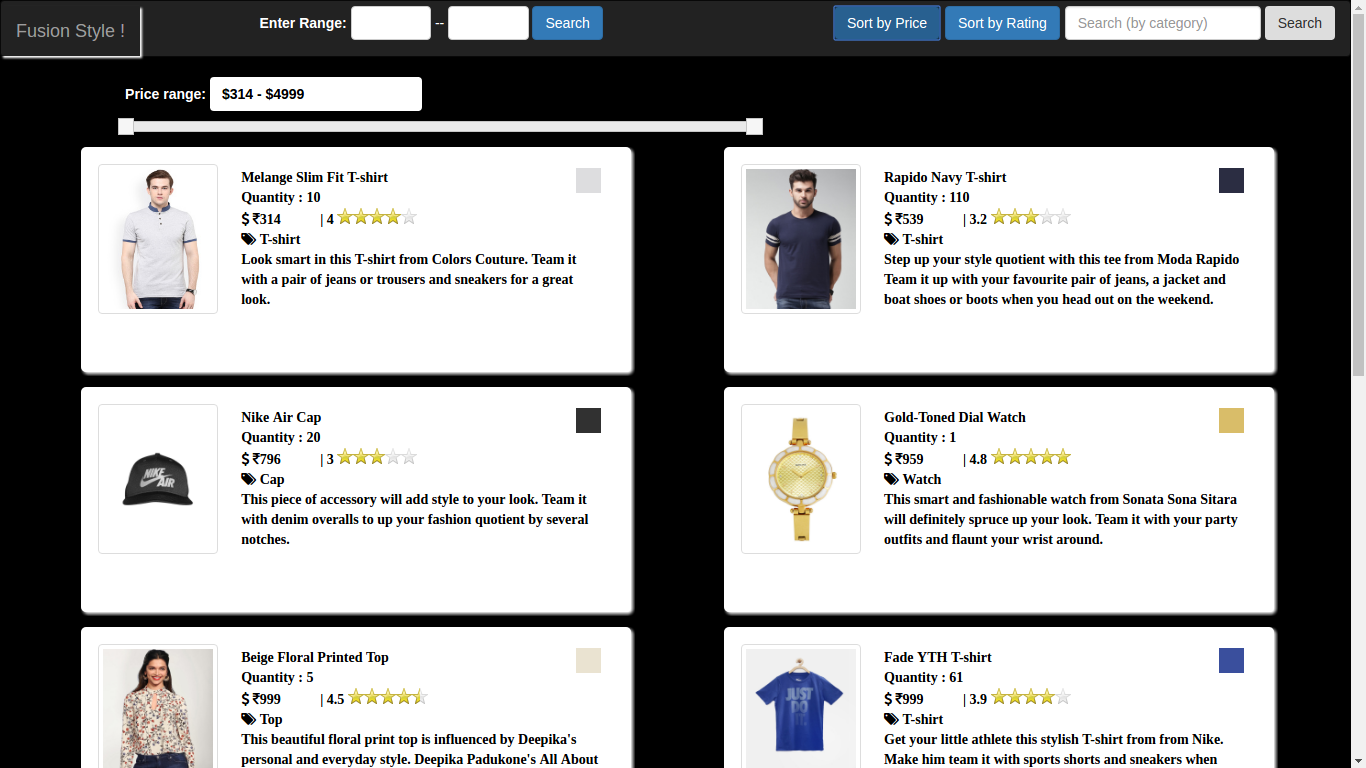 Fusion Style !
Enter Range: -- Search
Sort by Price Sort by Rating Search (by category) Search
Price range: $314 - $4999
Melange Slim Fit T-shirt
Quantity : 10
$ ₹314 | 4
T-shirt
Look smart in this T-shirt from Colors Couture. Team it
with a pair of jeans or trousers and sneakers for a great
look.
Rapido Navy T-shirt
Quantity : 110
$ ₹539 | 3.2
T-shirt
Step up your style quotient with this tee from Moda Rapido
Team it up with your favourite pair of jeans, a jacket and
boat shoes or boots when you head out on the weekend.
NIKE
AIR
Nike Air Cap
Quantity : 20
$ ₹796 | 3
Cap
This piece of accessory will add style to your look. Team it
with denim overalls to up your fashion quotient by several
notches.
Gold-Toned Dial Watch
Quantity : 1
$ ₹959 | 4.8
Watch
This smart and fashionable watch from Sonata Sona Sitara
will definitely spruce up your look. Team it with your party
outfits and flaunt your wrist around.
Beige Floral Printed Top
Quantity : 5
$ ₹999 | 4.5
Top
This beautiful floral print top is influenced by Deepika's
personal and everyday style. Deepika Padukone's All About
JUST
DO
IT.
Fade YTH T-shirt
Quantity : 61
$ ₹999 | 3.9
T-shirt
Get your little athlete this stylish T-shirt from from Nike.
Make him team it with sports shorts and sneakers when